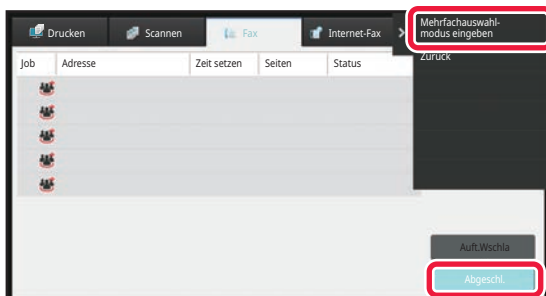 Drucken
Scannen
Fax
Internet-Fax
Mehrfachauswahl-
modus eingeben
Zurück
Job
Adresse
Zeit setzen
Seiten
Status
Auft.Wschla
Abgeschl.